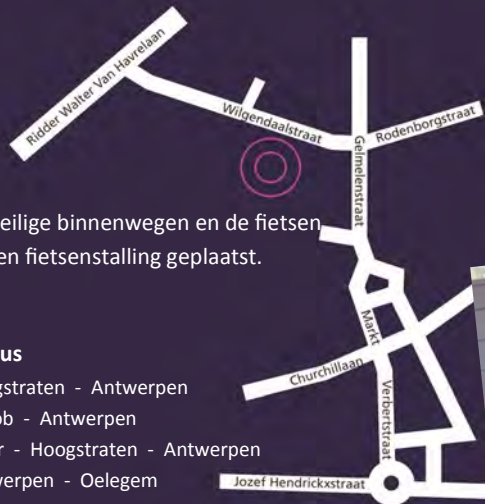 Ridder Walter Van Havrelaan
Wilgendaalstraat
Rodenborgstraat
Gelmelenstraat
eilige binnenwegen en de fietsen
en fietsenstalling geplaatst.
Markt
Churchillaan
Verbertstraat
us
gstraten - Antwerpen
ob - Antwerpen
r - Hoogstraten - Antwerpen
werpen - Oelegem
Jozef Hendrickxstraat